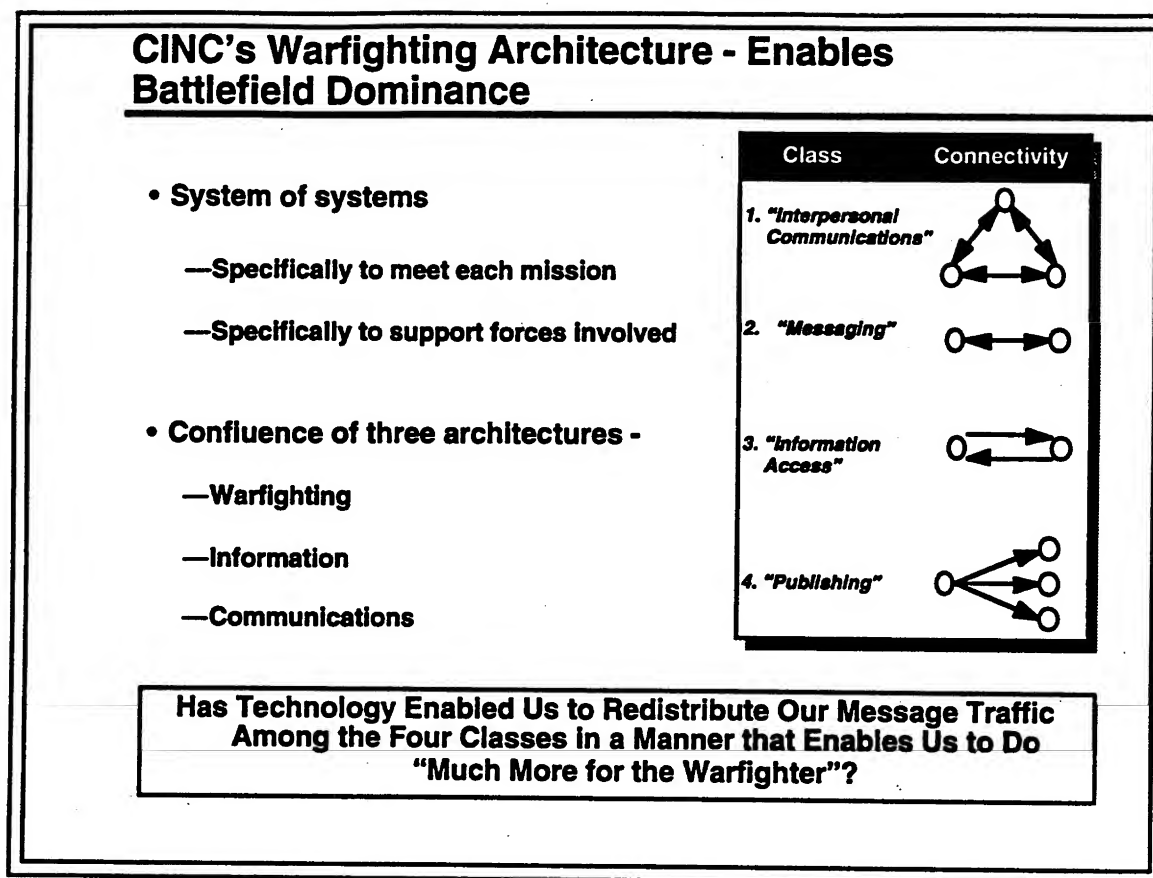 CINC's Warfighting Architecture - Enables
Battlefield Dominance
• System of systems
—Specifically to meet each mission
—Specifically to support forces involved
• Confluence of three architectures -
—Warfighting
—Information
—Communications
Class Connectivity
1. "Interpersonal
Communications"
2. "Messaging"
3. "Information
Access"
4. "Publishing"
Has Technology Enabled Us to Redistribute Our Message Traffic
Among the Four Classes in a Manner that Enables Us to Do
"Much More for the Warfighter"?